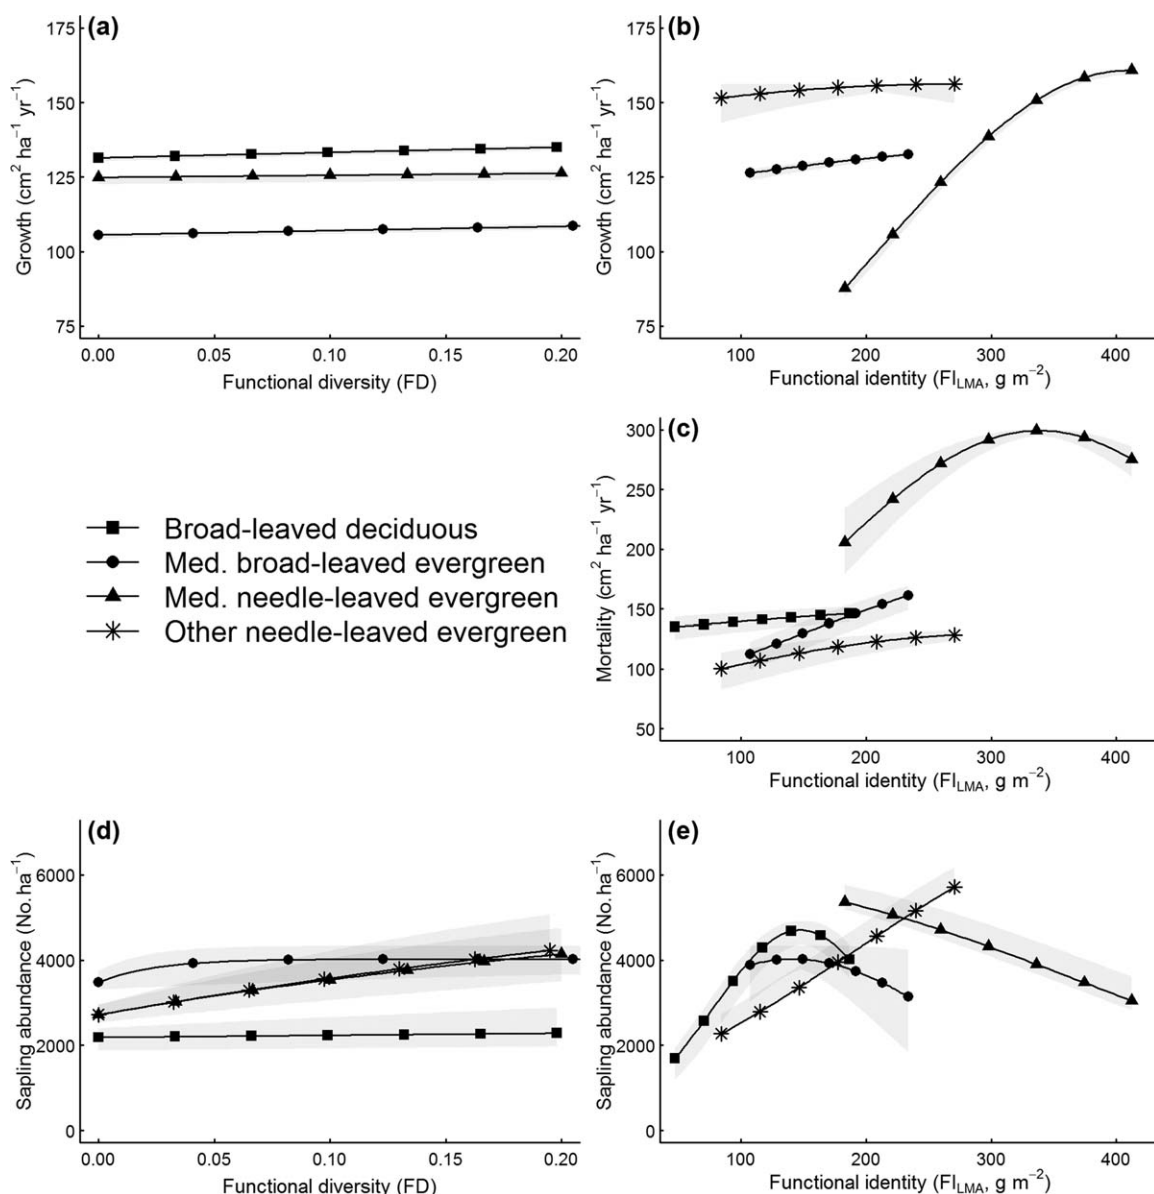 (a)
175
150
125
100
75
Growth (cm² ha⁻¹ yr⁻¹)
0.00 0.05 0.10 0.15 0.20
Functional diversity (FD)
(b)
175
150
125
100
75
Growth (cm² ha⁻¹ yr⁻¹)
100 200 300 400
Functional identity (FI_LMA, g m⁻²)
(c)
300
250
200
150
100
50
Mortality (cm² ha⁻¹ yr⁻¹)
100 200 300 400
Functional identity (FI_LMA, g m⁻²)
Broad-leaved deciduous
Med. broad-leaved evergreen
Med. needle-leaved evergreen
Other needle-leaved evergreen
(d)
6000
4000
2000
0
Sapling abundance (No. ha⁻¹)
0.00 0.05 0.10 0.15 0.20
Functional diversity (FD)
(e)
6000
4000
2000
0
Sapling abundance (No. ha⁻¹)
100 200 300 400
Functional identity (FI_LMA, g m⁻²)